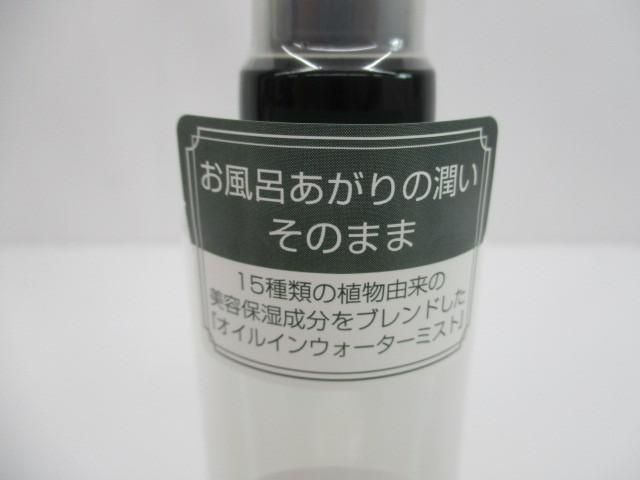 お風呂あがりの潤い
そのまま
15種類の植物由来の
美容保湿成分をブレンドした
「オイルインウォーターミスト」